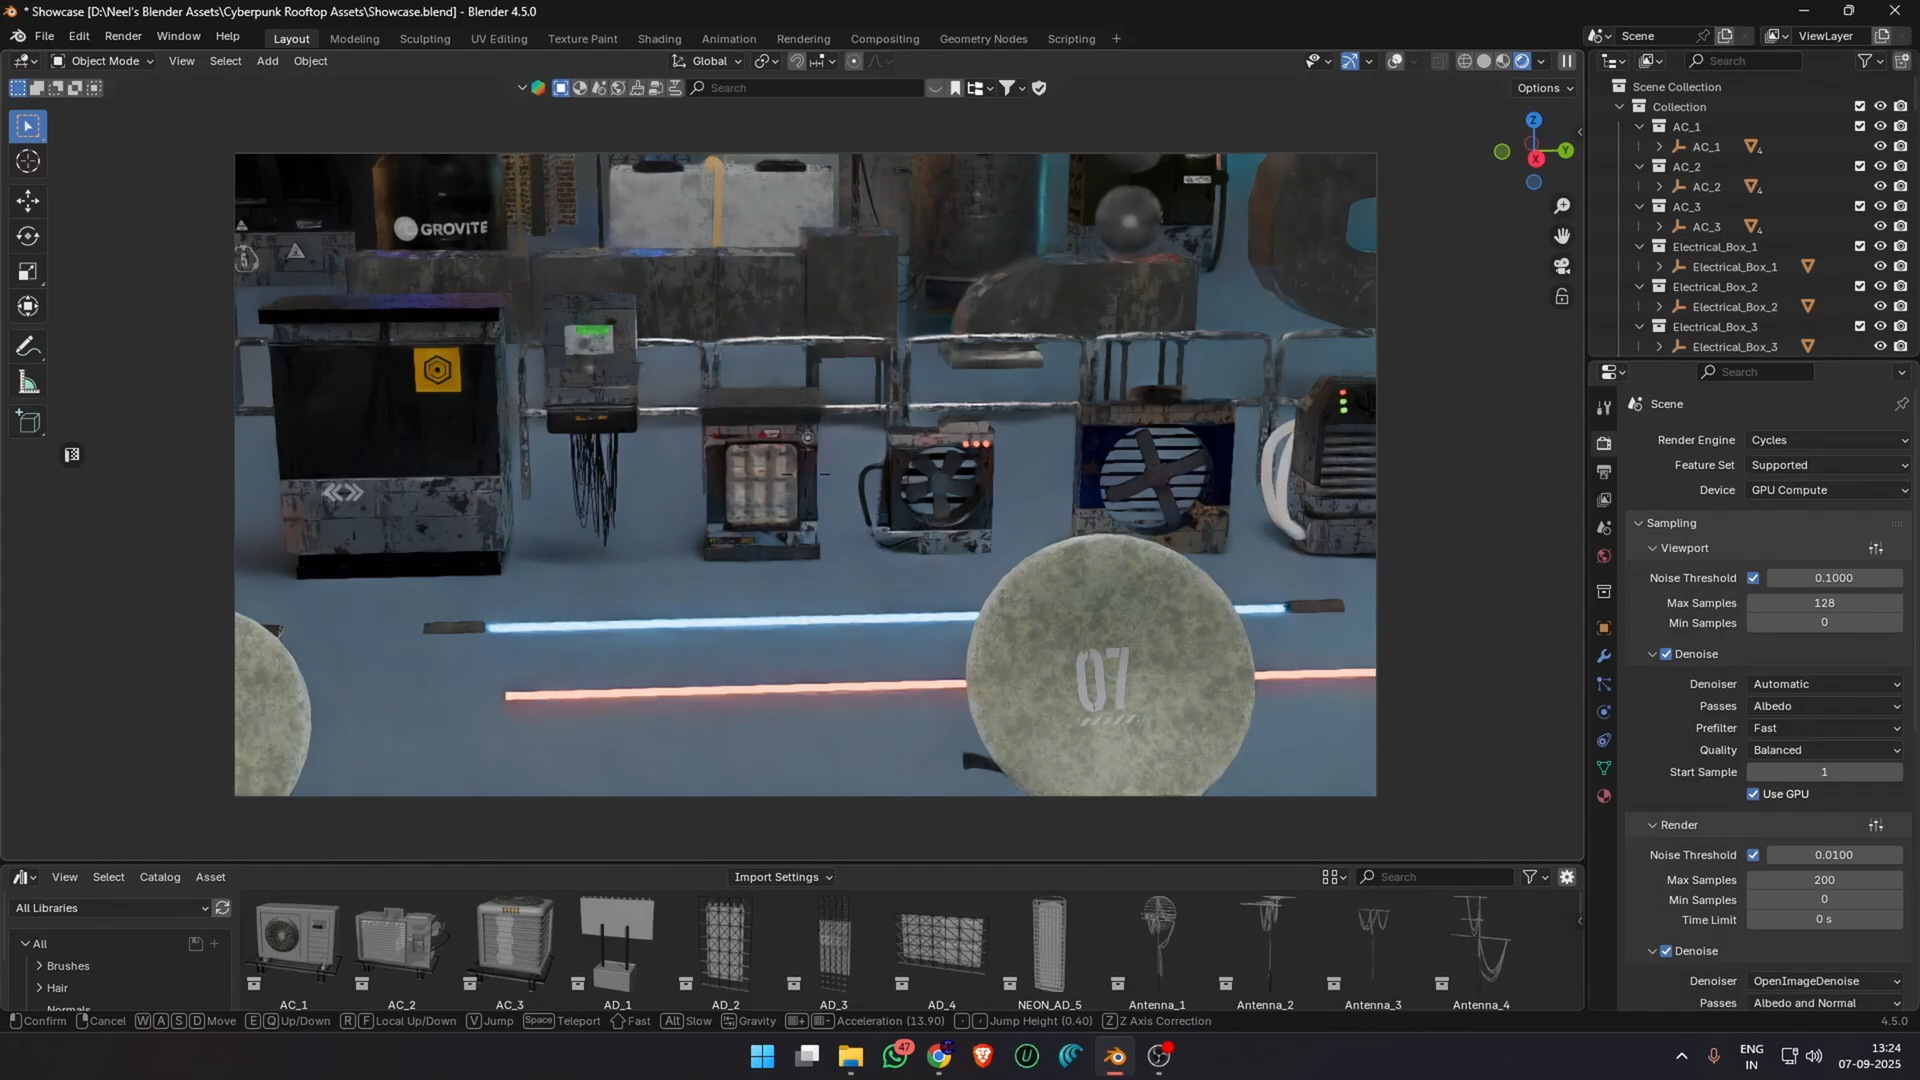 * Showcase [D:\Neel's Blender Assets\Cyberpunk Rooftop Assets\Showcase.blend] - Blender 4.5.0
File Edit Render Window Help
Layout Modeling Sculpting UV Editing Texture Paint Shading Animation Rendering Compositing Geometry Nodes Scripting +
Scene
ViewLayer
Object Mode View Select Add Object
Global
Search
Search
Options
Z
Y
X
Scene Collection
Collection
AC_1
AC_1
4
AC_2
AC_2
4
AC_3
AC_3
4
Electrical_Box_1
Electrical_Box_1
Electrical_Box_2
Electrical_Box_2
Electrical_Box_3
Electrical_Box_3
GROVITE
07
Search
Scene
Render Engine Cycles
Feature Set Supported
Device GPU Compute
Sampling
Viewport
Noise Threshold 0.1000
Max Samples 128
Min Samples 0
Denoise
Denoiser Automatic
Passes Albedo
Prefilter Fast
Quality Balanced
Start Sample 1
Use GPU
Render
Noise Threshold 0.0100
Max Samples 200
Min Samples 0
Time Limit 0 s
Denoise
Denoiser OpenImageDenoise
Passes Albedo and Normal
View Select Catalog Asset
Import Settings
Search
All Libraries
All
Brushes
Hair
Normals
AC_1 AC_2 AC_3 AD_1 AD_2 AD_3 AD_4 NEON_AD_5 Antenna_1 Antenna_2 Antenna_3 Antenna_4
Confirm Cancel W A S D Move E Q Up/Down R F Local Up/Down V Jump Space Teleport Fast Alt Slow Gravity Acceleration (13.90) Jump Height (0.40) Z Z Axis Correction
4.5.0
47
ENG
IN
13:24
07-09-2025